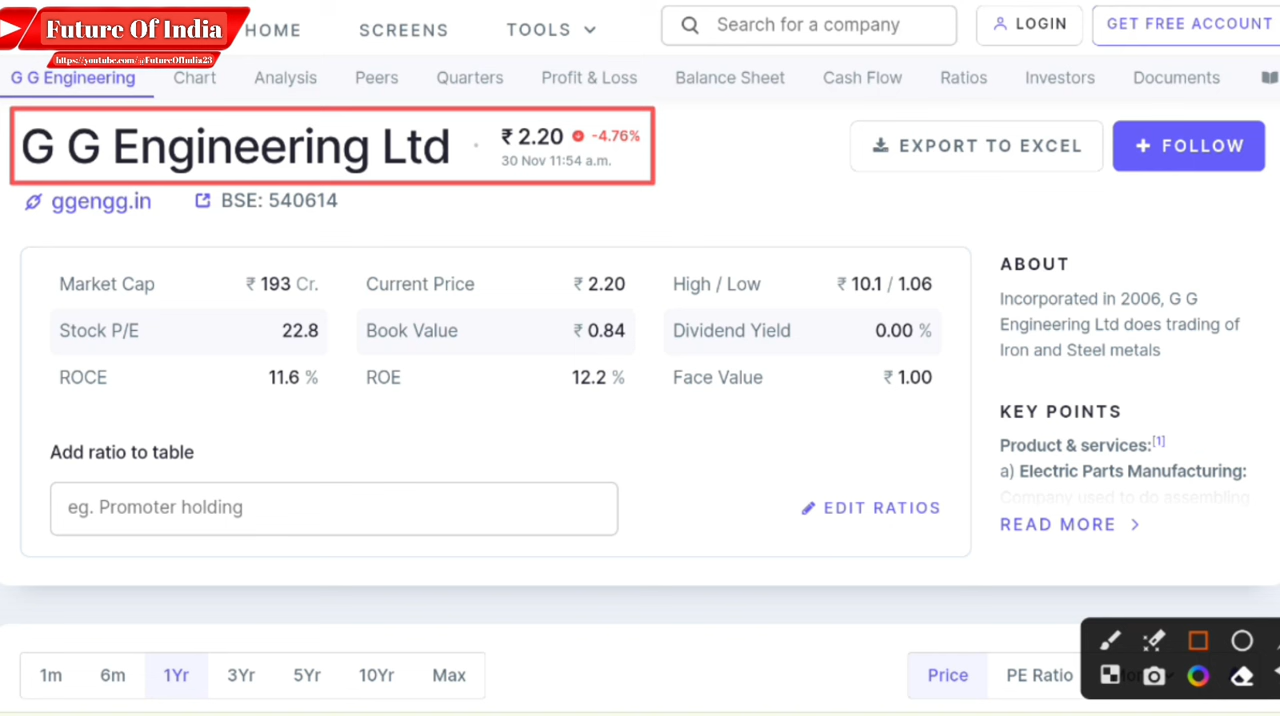 Future Of India
HOME SCREENS TOOLS Search for a company LOGIN GET FREE ACCOUNT
https://youtube.com/@FutureOfIndia23
G G Engineering Chart Analysis Peers Quarters Profit & Loss Balance Sheet Cash Flow Ratios Investors Documents
G G Engineering Ltd ₹ 2.20 -4.76%
30 Nov 11:54 a.m.
EXPORT TO EXCEL + FOLLOW
ggengg.in BSE: 540614
Market Cap ₹ 193 Cr. Current Price ₹ 2.20 High / Low ₹ 10.1 / 1.06
Stock P/E 22.8 Book Value ₹ 0.84 Dividend Yield 0.00 %
ROCE 11.6 % ROE 12.2 % Face Value ₹ 1.00
Add ratio to table
eg. Promoter holding
EDIT RATIOS
ABOUT
Incorporated in 2006, G G
Engineering Ltd does trading of
Iron and Steel metals
KEY POINTS
Product & services:[1]
a) Electric Parts Manufacturing:
Company used to do assembling
READ MORE
1m 6m 1Yr 3Yr 5Yr 10Yr Max
Price PE Ratio